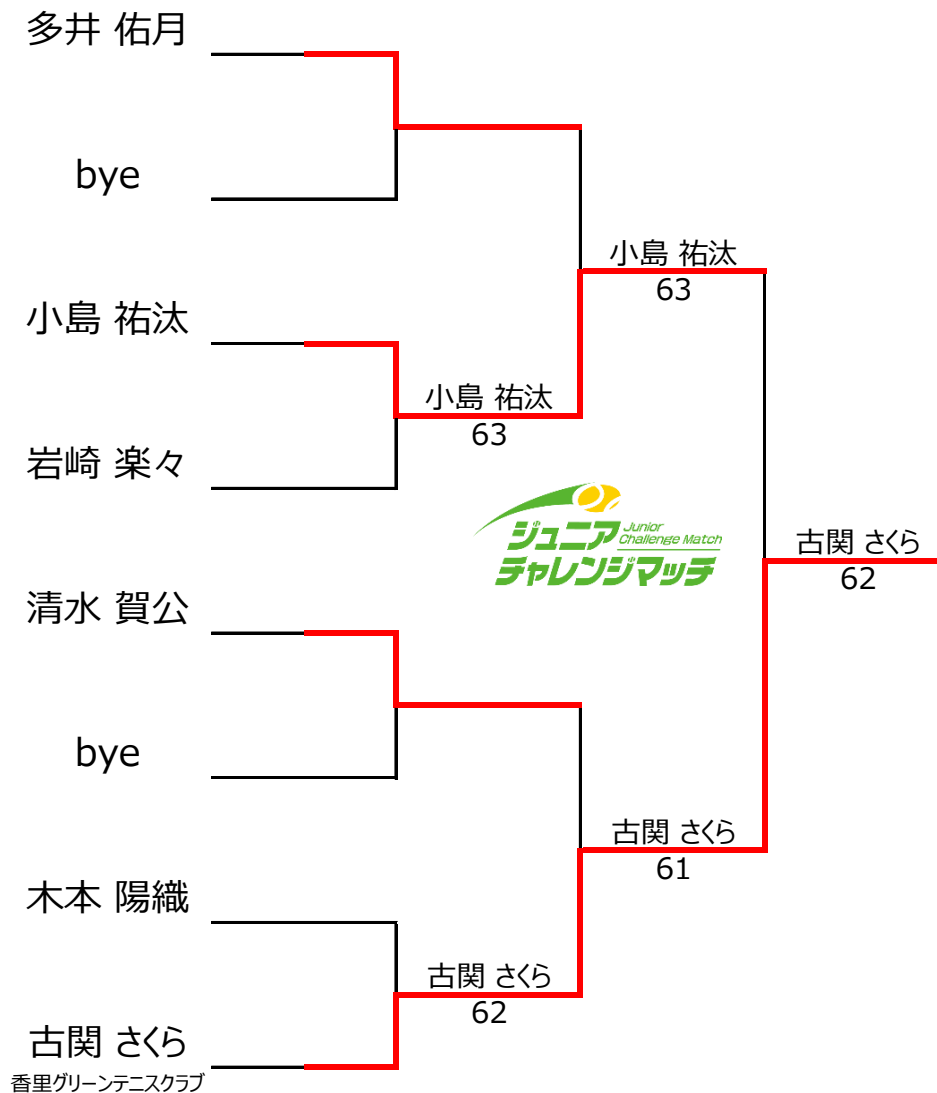 多井 佑月
bye
小島 祐汰
63
小島 祐汰
小島 祐汰
63
岩崎 楽々
ジュニア Junior Challenge Match
チャレンジマッチ
古関 さくら
62
清水 賀公
bye
古関 さくら
61
木本 陽織
古関 さくら
62
古関 さくら
香里グリーンテニスクラブ